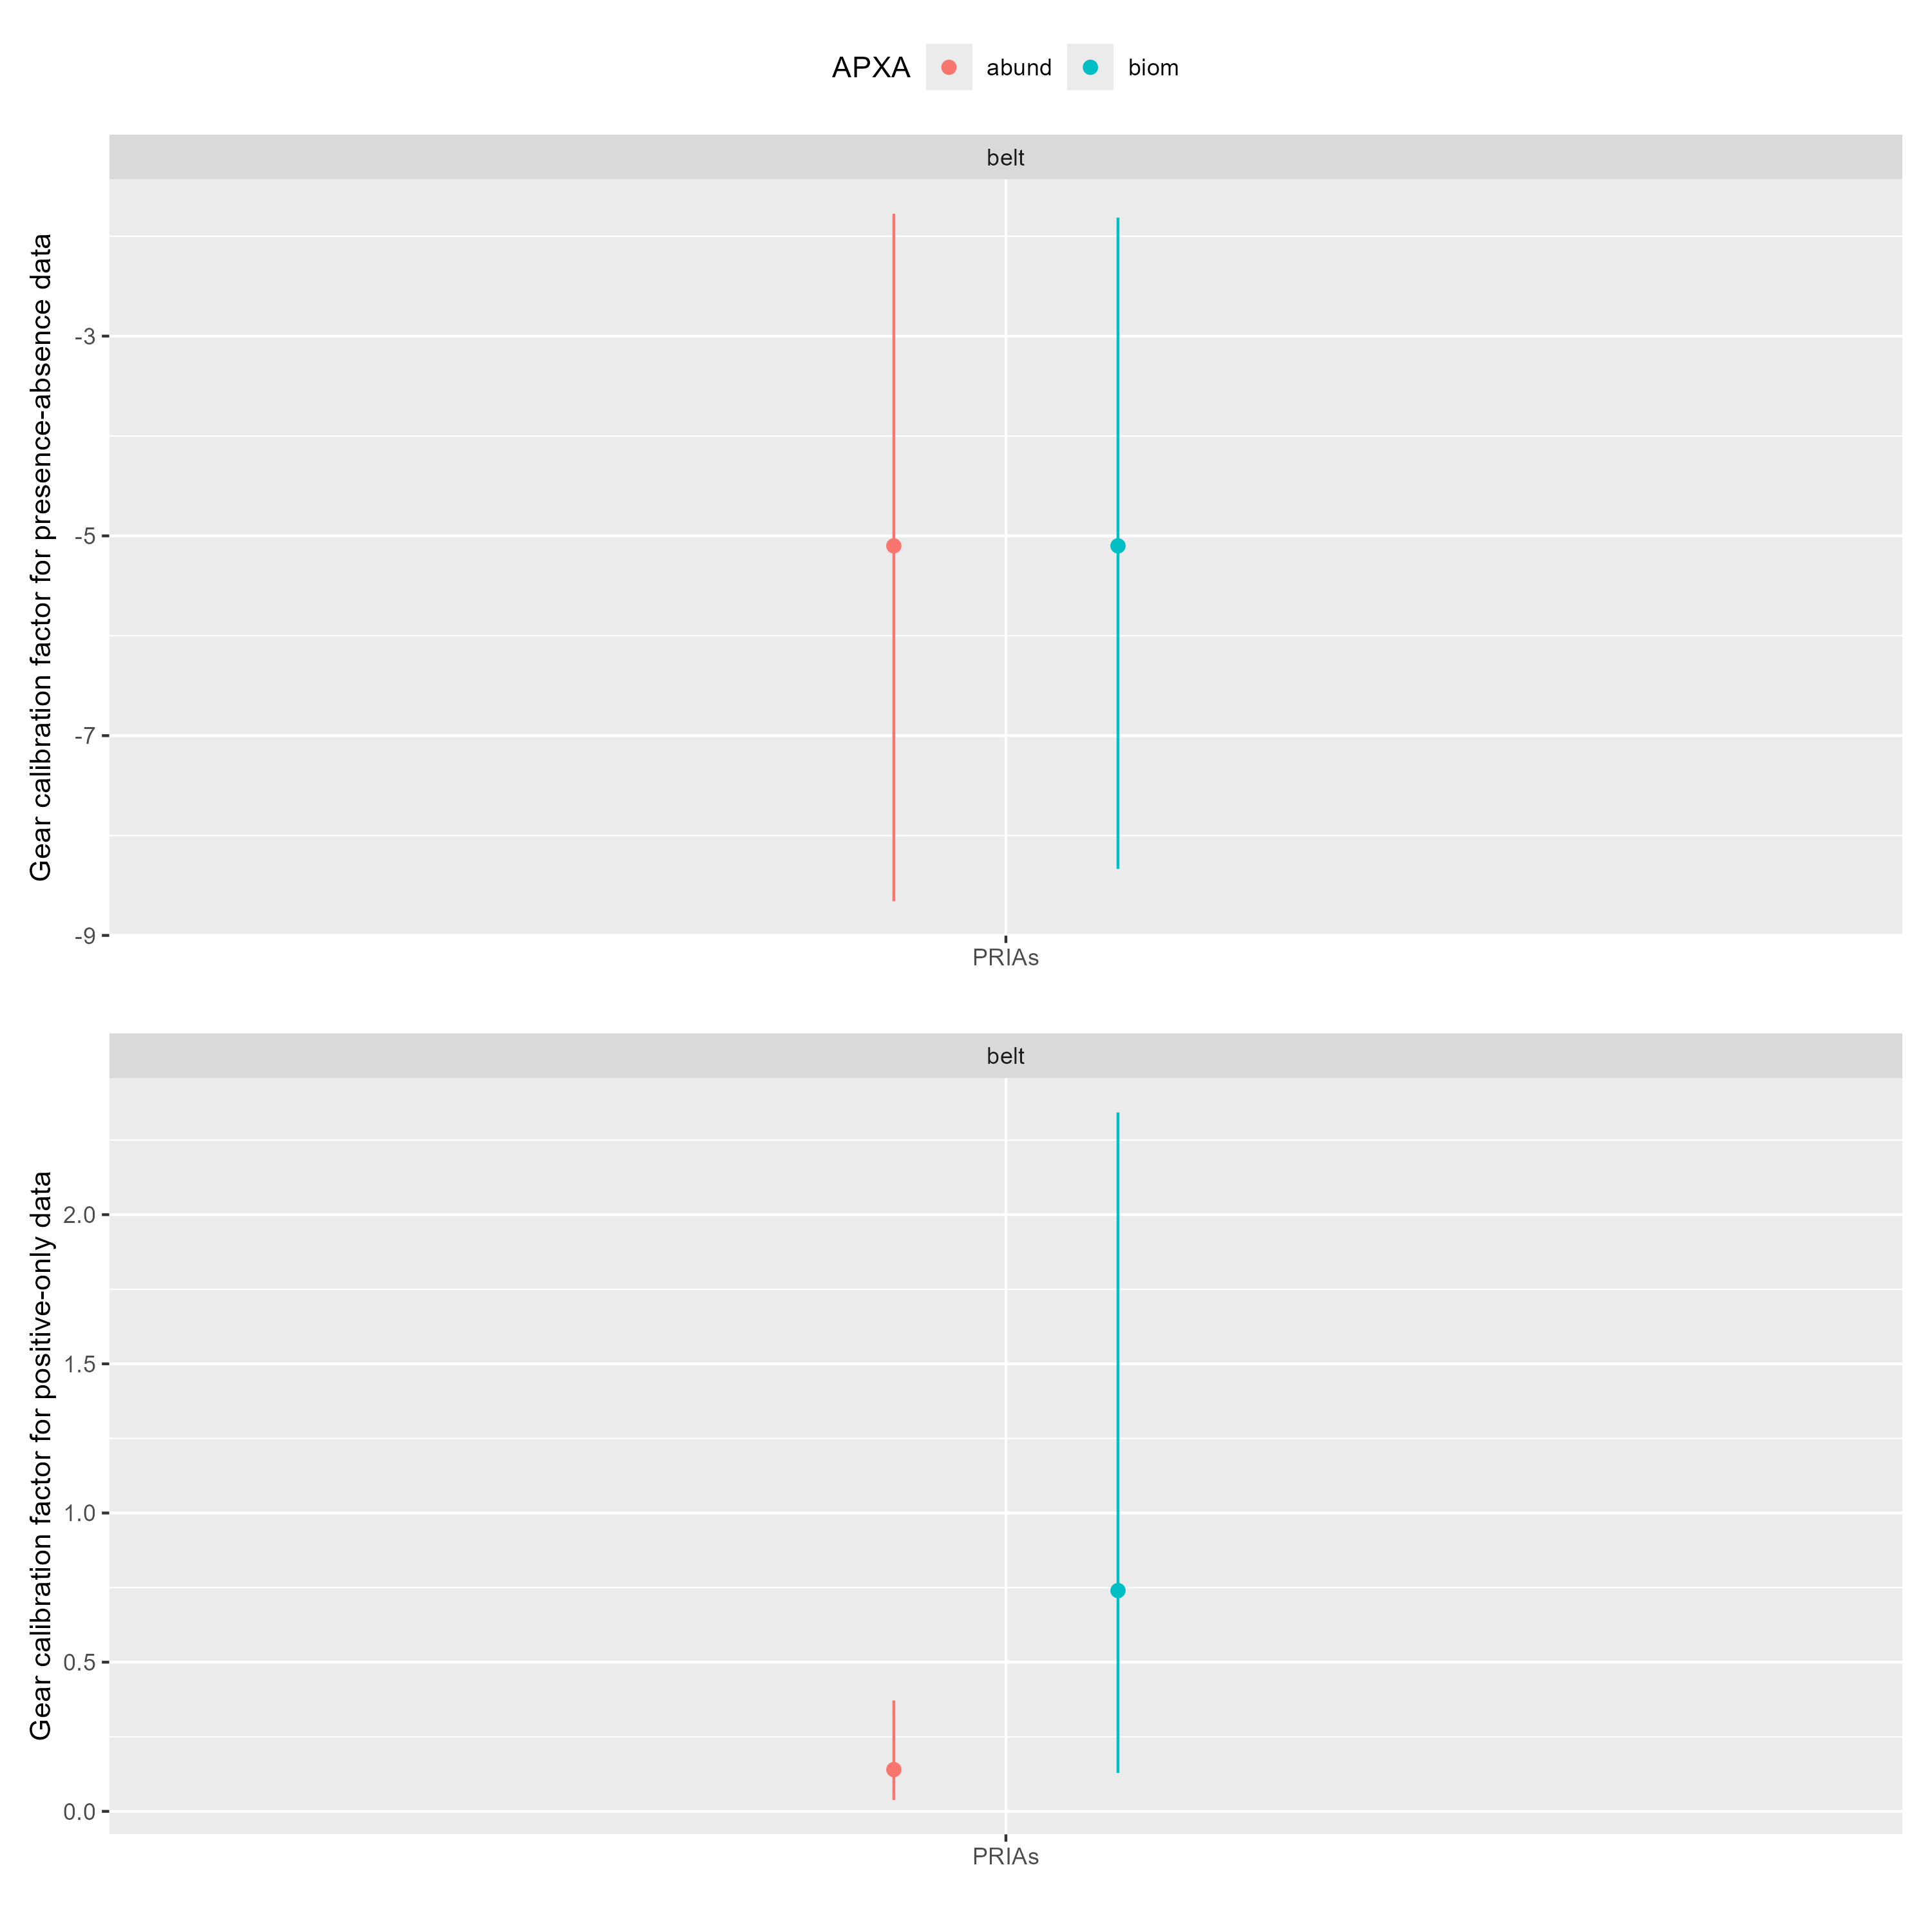 APXA abund biom
belt
Gear calibration factor for presence-absence data
-3
-5
-7
-9
PRIAs
belt
Gear calibration factor for positive-only data
2.0
1.5
1.0
0.5
0.0
PRIAs